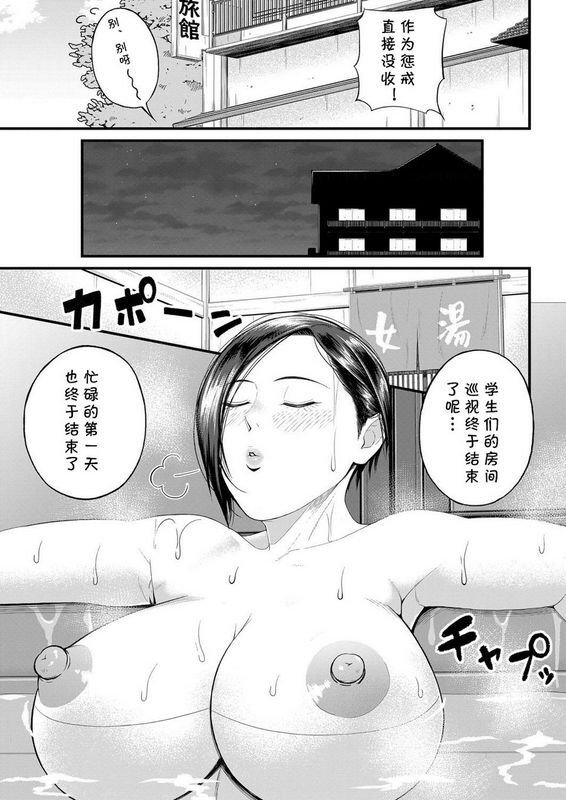 作为惩戒
直接没收！
旅館
别、别
别呀
カポーン
湯
女
学生们的房间
巡视终于结束
了呢…
忙碌的第一天
也终于结束了
チャプッ